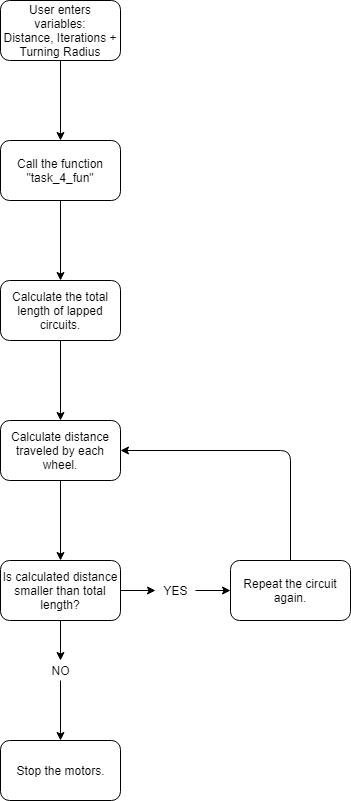 User enters
variables:
Distance, Iterations +
Turning Radius
Call the function
"task_4_fun"
Calculate the total
length of lapped
circuits.
Calculate distance
traveled by each
wheel.
Is calculated distance
smaller than total
length?
YES
Repeat the circuit
again.
NO
Stop the motors.